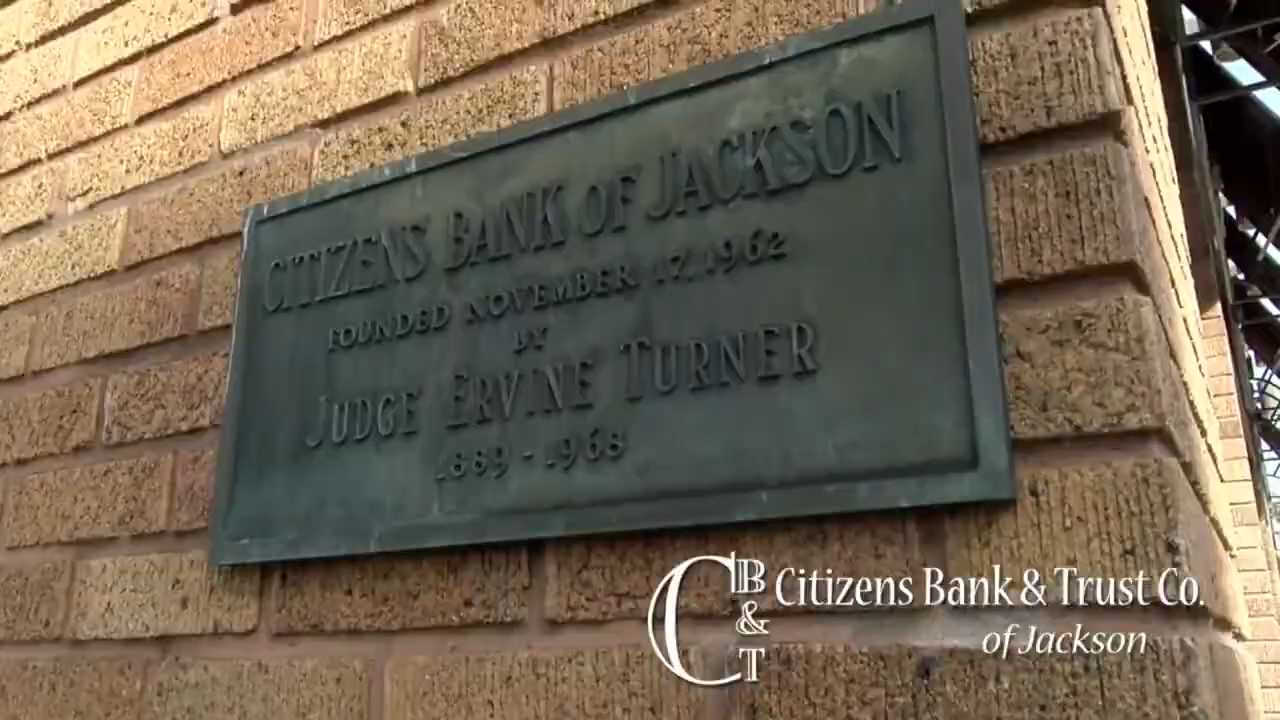 CITIZENS BANK OF JACKSON
FOUNDED NOVEMBER 17, 1962
BY
JUDGE ERVINE TURNER
1889 - 1968
CB&T
Citizens Bank & Trust Co.
of Jackson